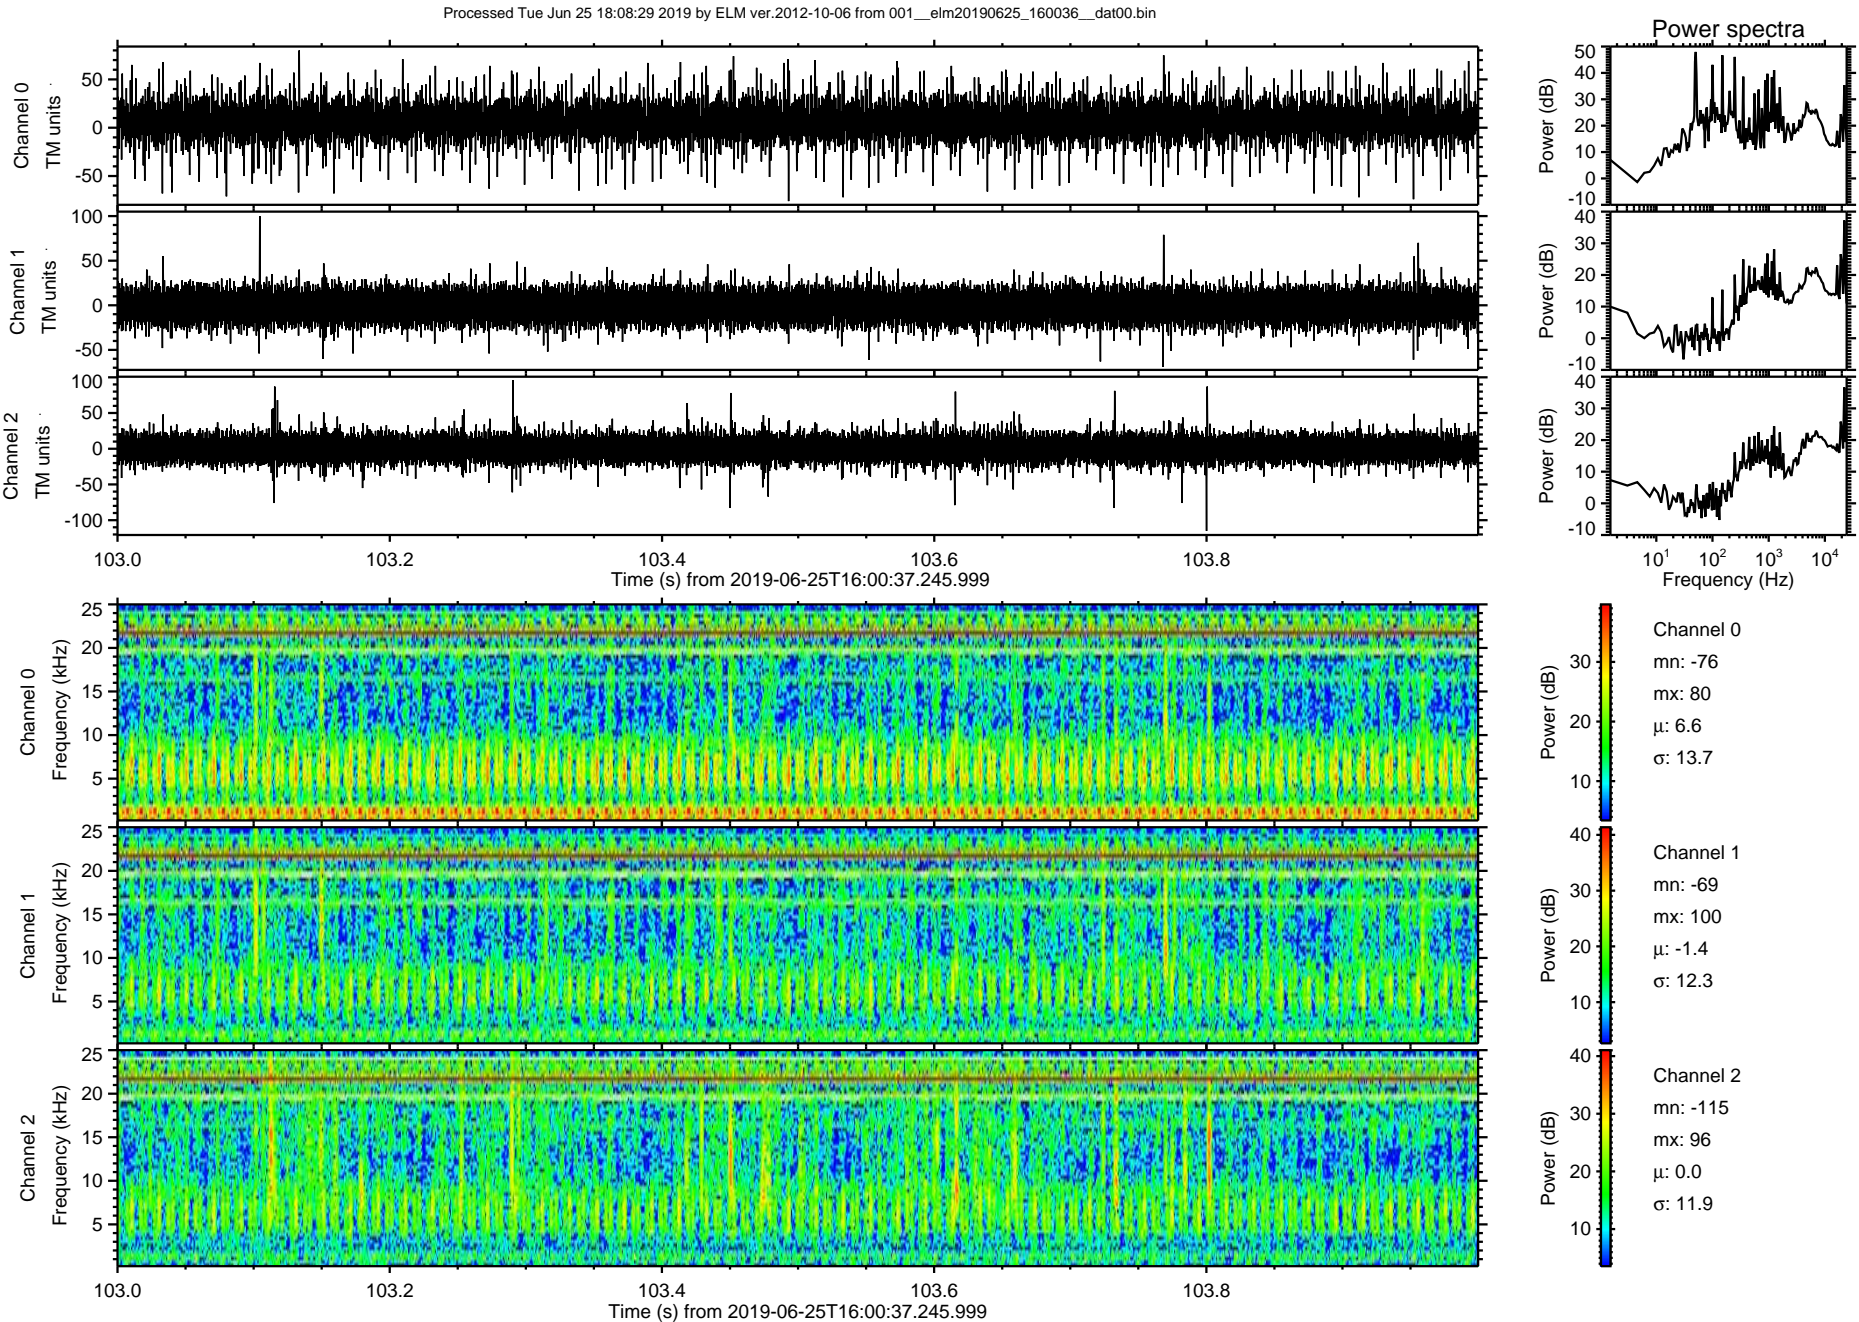 Processed Tue Jun 25 18:08:29 2019 by ELM ver.2012-10-06 from 001__elm20190625_160036__dat00.bin
Power spectra
Channel 0
TM units
50
0
-50
Power (dB)
50
40
30
20
10
0
-10
Channel 1
TM units
100
50
0
-50
Power (dB)
40
30
20
10
0
-10
Channel 2
TM units
100
50
0
-50
-100
Power (dB)
40
30
20
10
0
-10
103.0 103.2 103.4 103.6 103.8
Time (s) from 2019-06-25T16:00:37.245.999
10^1 10^2 10^3 10^4
Frequency (Hz)
Channel 0
Frequency (kHz)
25
20
15
10
5
Power (dB)
30
20
10
Channel 0
mn: -76
mx: 80
μ: 6.6
σ: 13.7
Channel 1
Frequency (kHz)
25
20
15
10
5
Power (dB)
40
30
20
10
Channel 1
mn: -69
mx: 100
μ: -1.4
σ: 12.3
Channel 2
Frequency (kHz)
25
20
15
10
5
Power (dB)
40
30
20
10
Channel 2
mn: -115
mx: 96
μ: 0.0
σ: 11.9
103.0 103.2 103.4 103.6 103.8
Time (s) from 2019-06-25T16:00:37.245.999